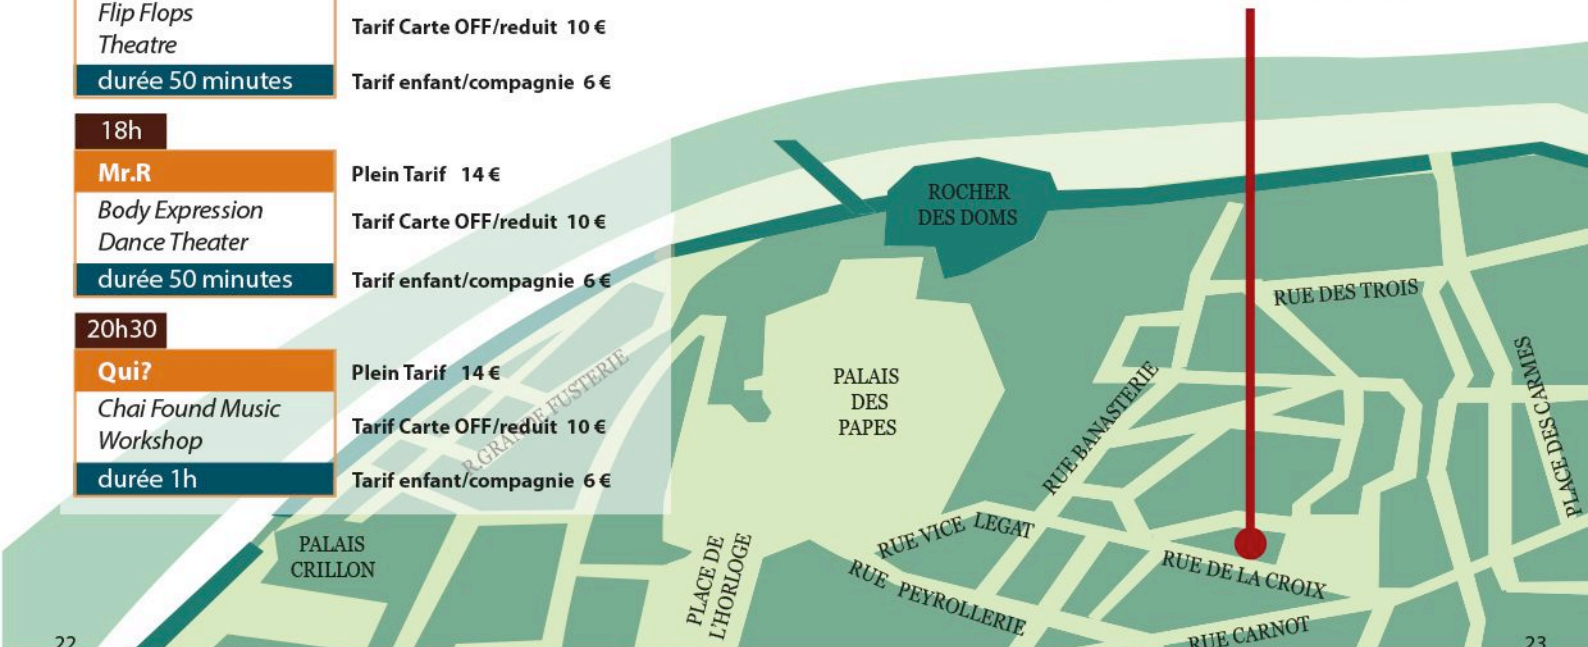 Flip Flops
Theatre
durée 50 minutes
Tarif Carte OFF/reduit 10 €
Tarif enfant/compagnie 6 €
18h
Mr.R
Body Expression
Dance Theater
durée 50 minutes
Plein Tarif 14 €
Tarif Carte OFF/reduit 10 €
Tarif enfant/compagnie 6 €
20h30
Qui?
Chai Found Music
Workshop
durée 1h
Plein Tarif 14 €
Tarif Carte OFF/reduit 10 €
Tarif enfant/compagnie 6 €
ROCHER
DES DOMS
RUE DES TROIS
R.GRANDE FUSTERIE
PALAIS
DES
PAPES
RUE BANASTERIE
PLACE DES CARMES
PALAIS
CRILLON
PLACE DE
L'HORLOGE
RUE VICE LEGAT
RUE PEYROLLERIE
RUE DE LA CROIX
RUE CARNOT
22
23